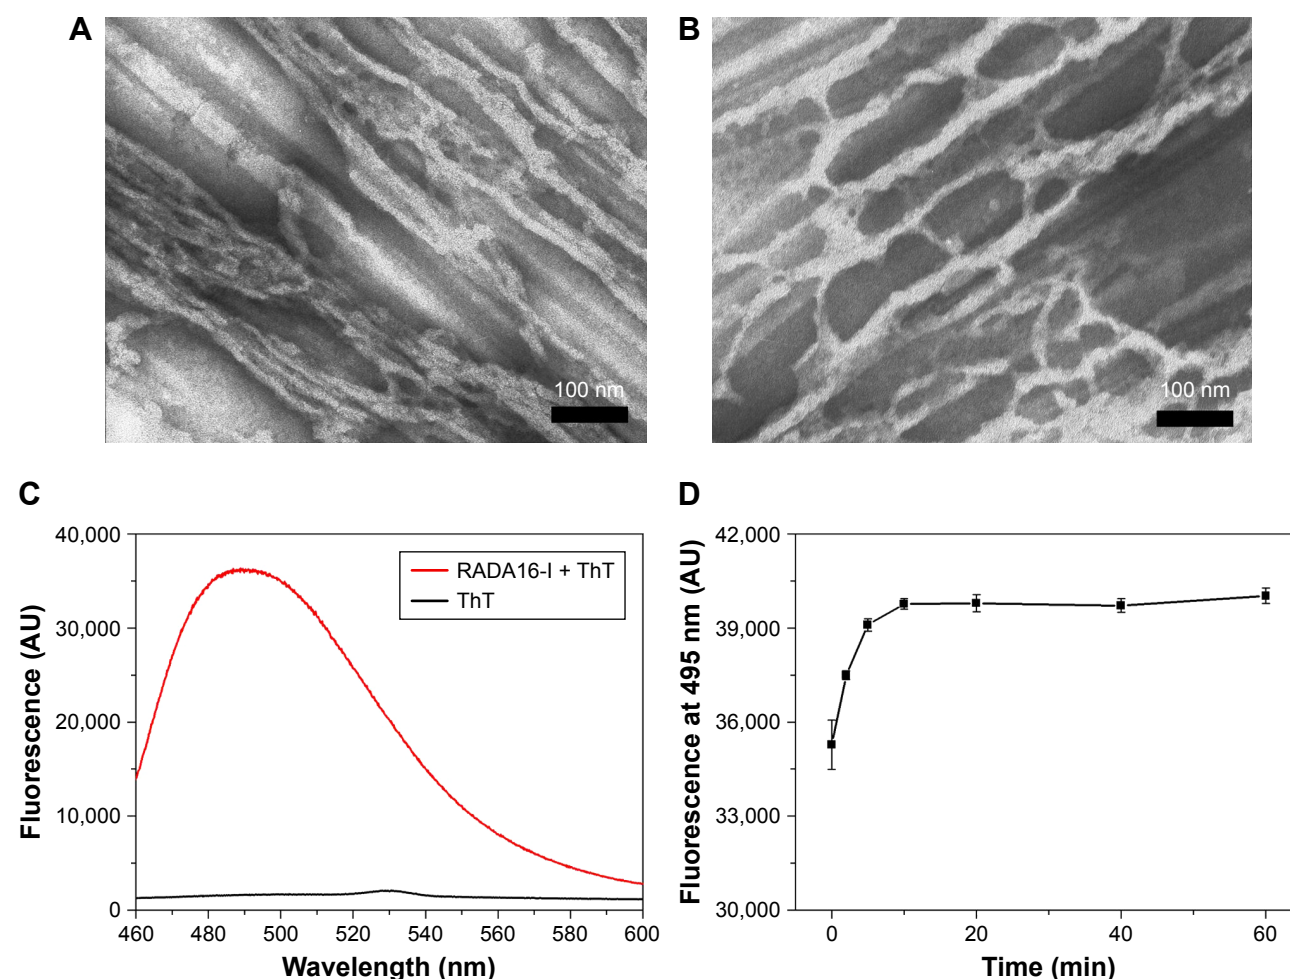 A
B
100 nm
100 nm
C
D
40,000
30,000
20,000
10,000
0
Fluorescence (AU)
RADA16-I + ThT
ThT
460 480 500 520 540 560 580 600
Wavelength (nm)
42,000
39,000
36,000
33,000
30,000
Fluorescence at 495 nm (AU)
0 20 40 60
Time (min)